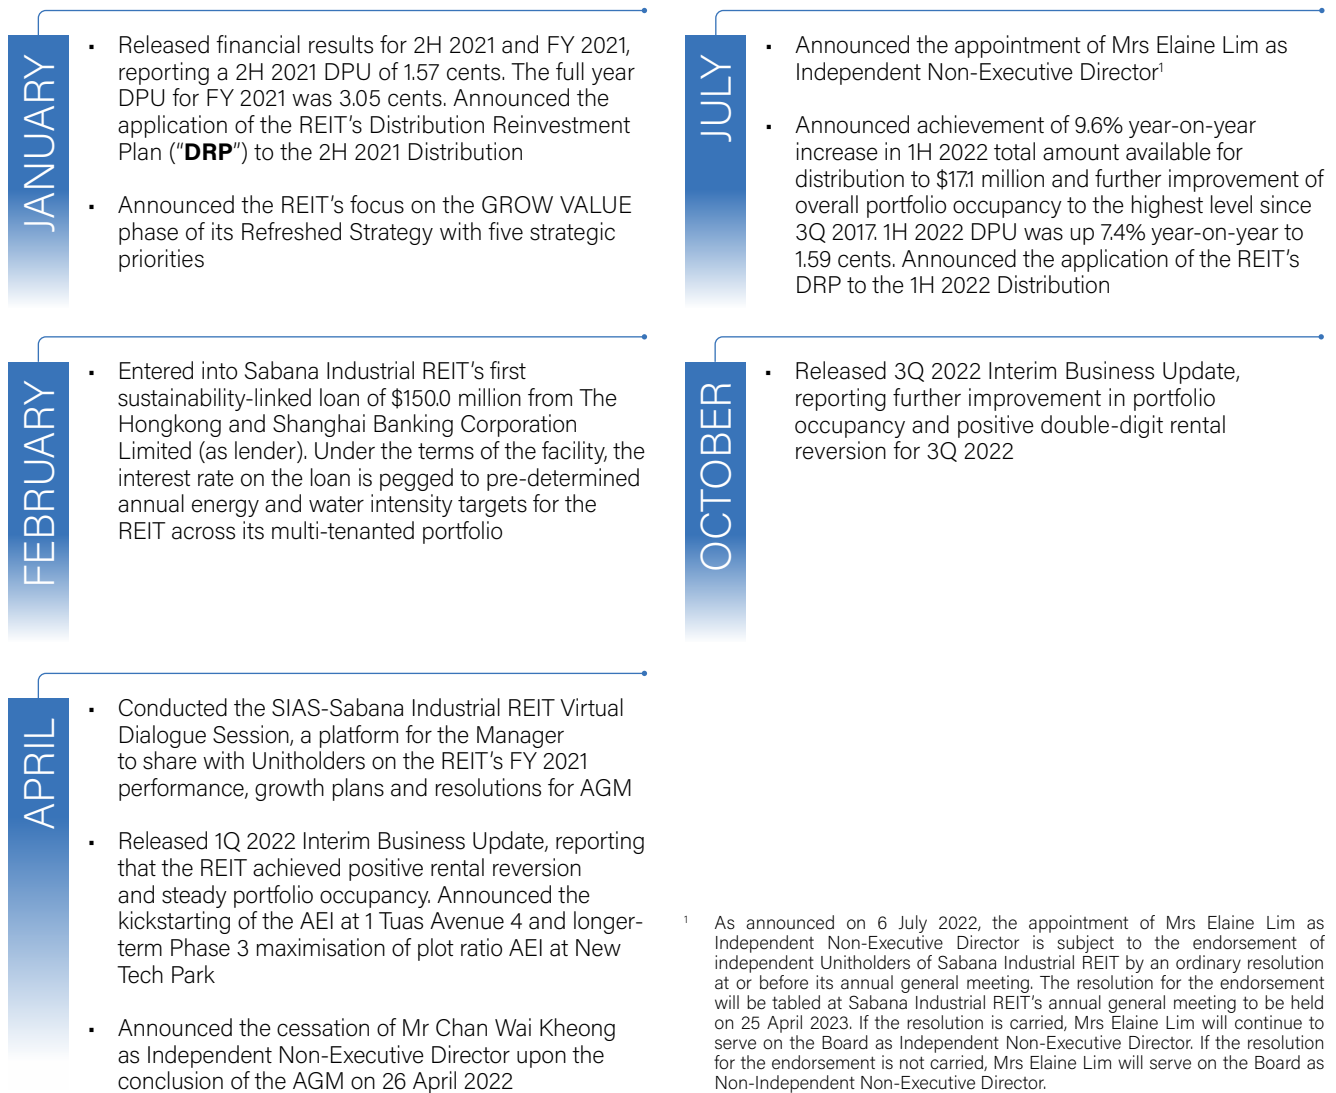 JANUARY
▪ Released financial results for 2H 2021 and FY 2021,
reporting a 2H 2021 DPU of 1.57 cents. The full year
DPU for FY 2021 was 3.05 cents. Announced the
application of the REIT's Distribution Reinvestment
Plan ("DRP") to the 2H 2021 Distribution
▪ Announced the REIT's focus on the GROW VALUE
phase of its Refreshed Strategy with five strategic
priorities
FEBRUARY
▪ Entered into Sabana Industrial REIT's first
sustainability-linked loan of $150.0 million from The
Hongkong and Shanghai Banking Corporation
Limited (as lender). Under the terms of the facility, the
interest rate on the loan is pegged to pre-determined
annual energy and water intensity targets for the
REIT across its multi-tenanted portfolio
APRIL
▪ Conducted the SIAS-Sabana Industrial REIT Virtual
Dialogue Session, a platform for the Manager
to share with Unitholders on the REIT's FY 2021
performance, growth plans and resolutions for AGM
▪ Released 1Q 2022 Interim Business Update, reporting
that the REIT achieved positive rental reversion
and steady portfolio occupancy. Announced the
kickstarting of the AEI at 1 Tuas Avenue 4 and longer-
term Phase 3 maximisation of plot ratio AEI at New
Tech Park
▪ Announced the cessation of Mr Chan Wai Kheong
as Independent Non-Executive Director upon the
conclusion of the AGM on 26 April 2022
JULY
▪ Announced the appointment of Mrs Elaine Lim as
Independent Non-Executive Director1
▪ Announced achievement of 9.6% year-on-year
increase in 1H 2022 total amount available for
distribution to $17.1 million and further improvement of
overall portfolio occupancy to the highest level since
3Q 2017. 1H 2022 DPU was up 7.4% year-on-year to
1.59 cents. Announced the application of the REIT's
DRP to the 1H 2022 Distribution
OCTOBER
▪ Released 3Q 2022 Interim Business Update,
reporting further improvement in portfolio
occupancy and positive double-digit rental
reversion for 3Q 2022
1 As announced on 6 July 2022, the appointment of Mrs Elaine Lim as
Independent Non-Executive Director is subject to the endorsement of
independent Unitholders of Sabana Industrial REIT by an ordinary resolution
at or before its annual general meeting. The resolution for the endorsement
will be tabled at Sabana Industrial REIT's annual general meeting to be held
on 25 April 2023. If the resolution is carried, Mrs Elaine Lim will continue to
serve on the Board as Independent Non-Executive Director. If the resolution
for the endorsement is not carried, Mrs Elaine Lim will serve on the Board as
Non-Independent Non-Executive Director.